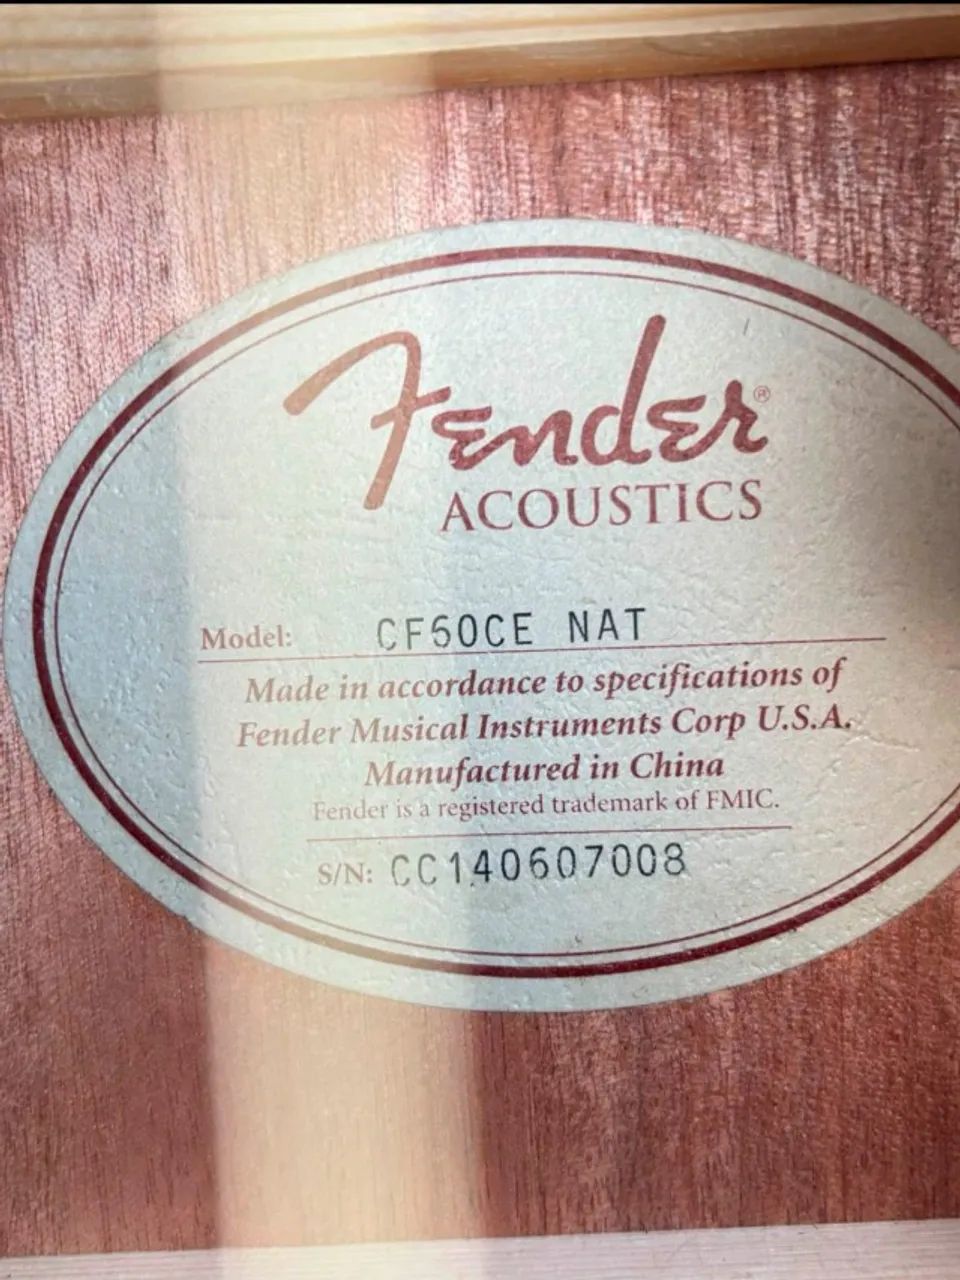 Fender®
ACOUSTICS
Model: CF60CE NAT
Made in accordance to specifications of
Fender Musical Instruments Corp U.S.A.
Manufactured in China
Fender is a registered trademark of FMIC.
S/N: CC140607008